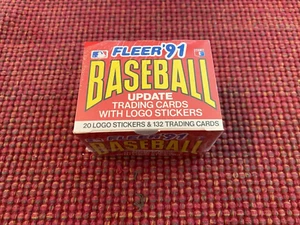 FLEER '91
BASEBALL
UPDATE
TRADING CARDS
WITH LOGO STICKERS
20 LOGO STICKERS & 132 TRADING CARDS
BASEBALL